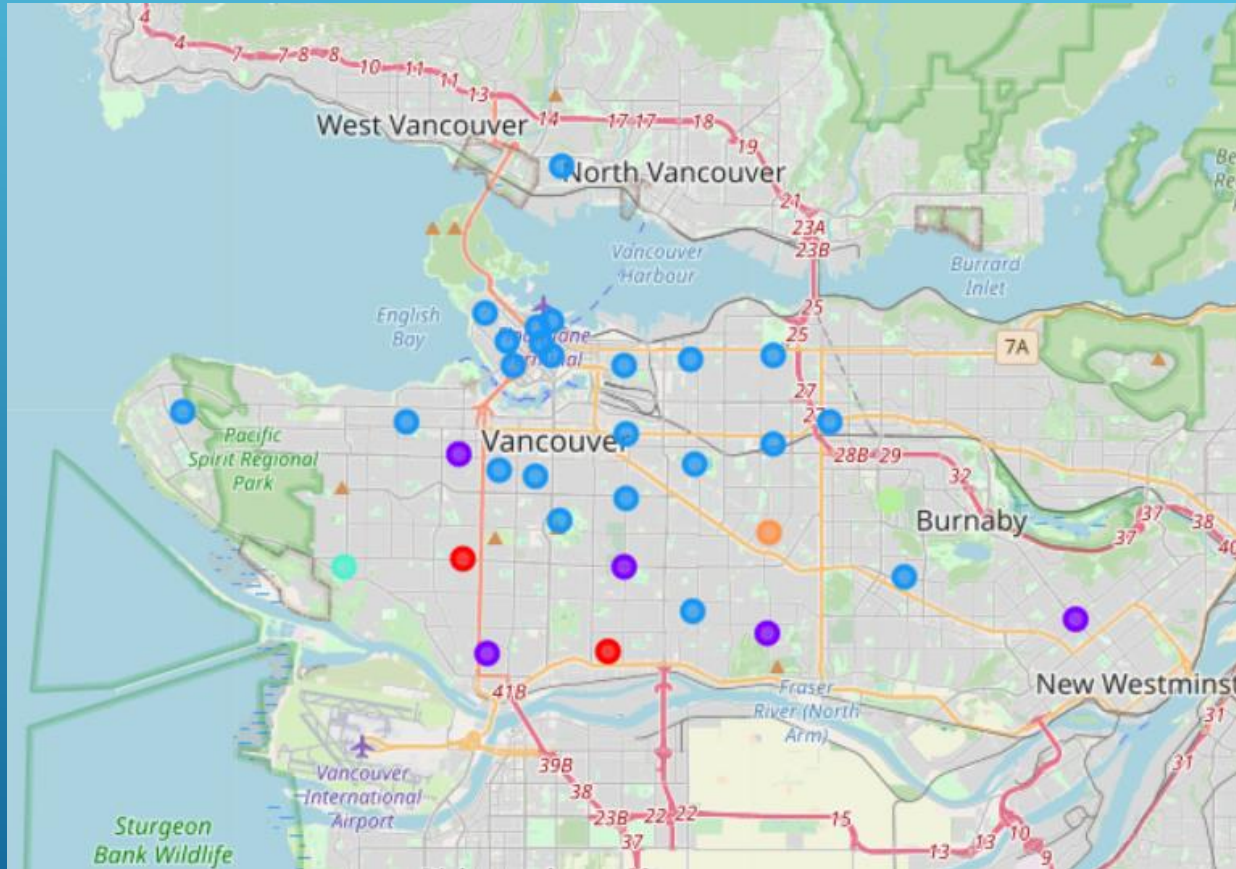 4
4
7
7
8
8
10
11
11
13
14
17
17
18
19
21
23A
23B
West Vancouver
North Vancouver
Vancouver
Harbour
Burrard
Inlet
English
Bay
25
25
7A
27
27
Pacific
Spirit Regional
Park
Vancouver
28B
29
32
Burnaby
37
37
38
40
41B
New Westminst
Fraser
River (North
Arm)
31
31
39B
38
23B
22
22
15
37
13
13
10
9
Vancouver
International
Airport
Sturgeon
Bank Wildlife